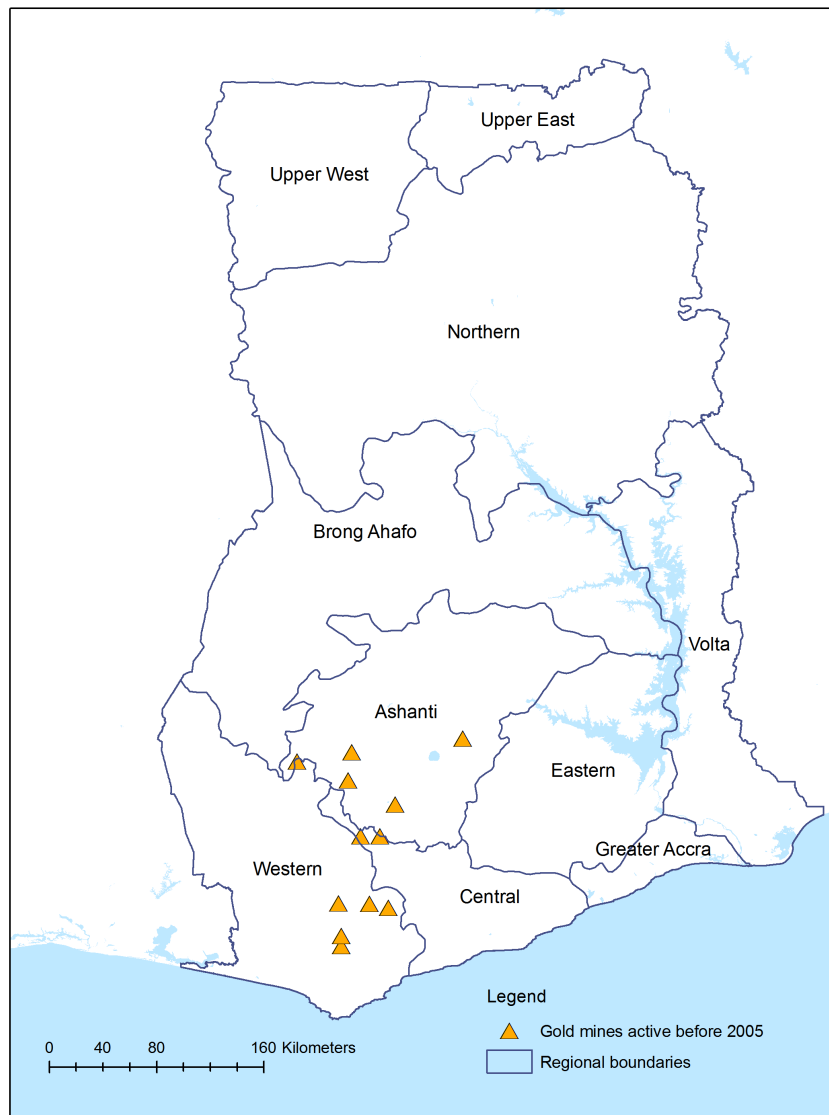 Upper East
Upper West
Northern
Brong Ahafo
Volta
Ashanti
Eastern
Greater Accra
Western
Central
Legend
Gold mines active before 2005
Regional boundaries
0 40 80 160 Kilometers